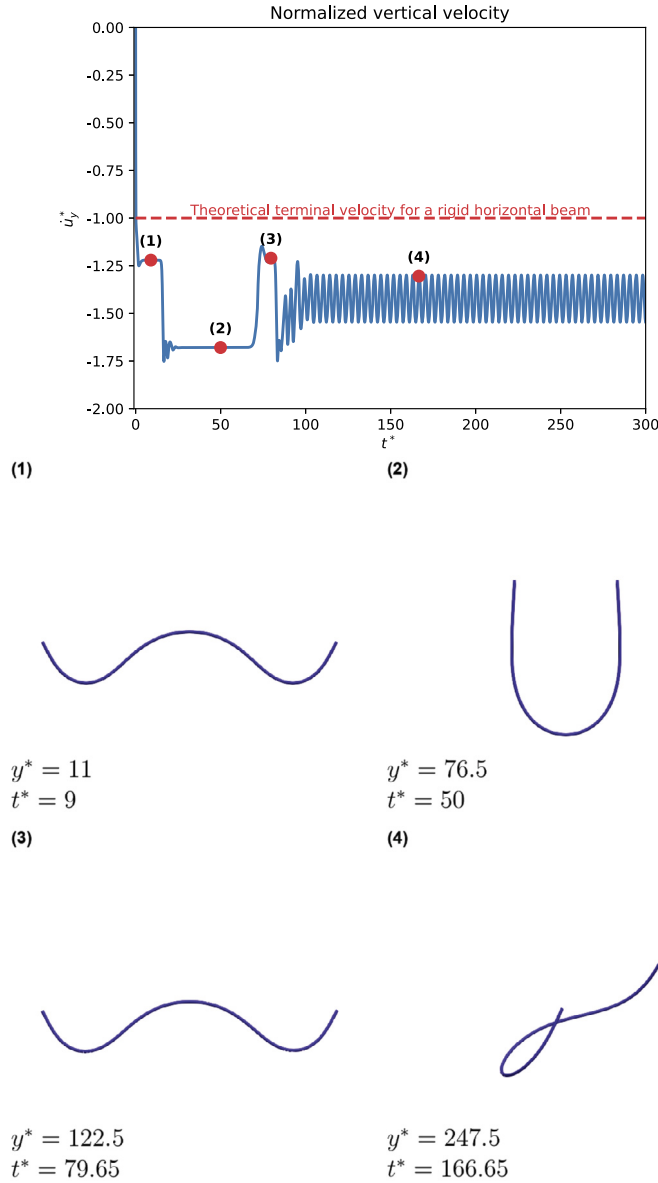 Normalized vertical velocity
0.00
-0.25
-0.50
-0.75
-1.00
-1.25
-1.50
-1.75
-2.00
u̇*y
Theoretical terminal velocity for a rigid horizontal beam
(1)
(2)
(3)
(4)
0 50 100 150 200 250 300
t*
(1) (2)
y* = 11 y* = 76.5
t* = 9 t* = 50
(3) (4)
y* = 122.5 y* = 247.5
t* = 79.65 t* = 166.65